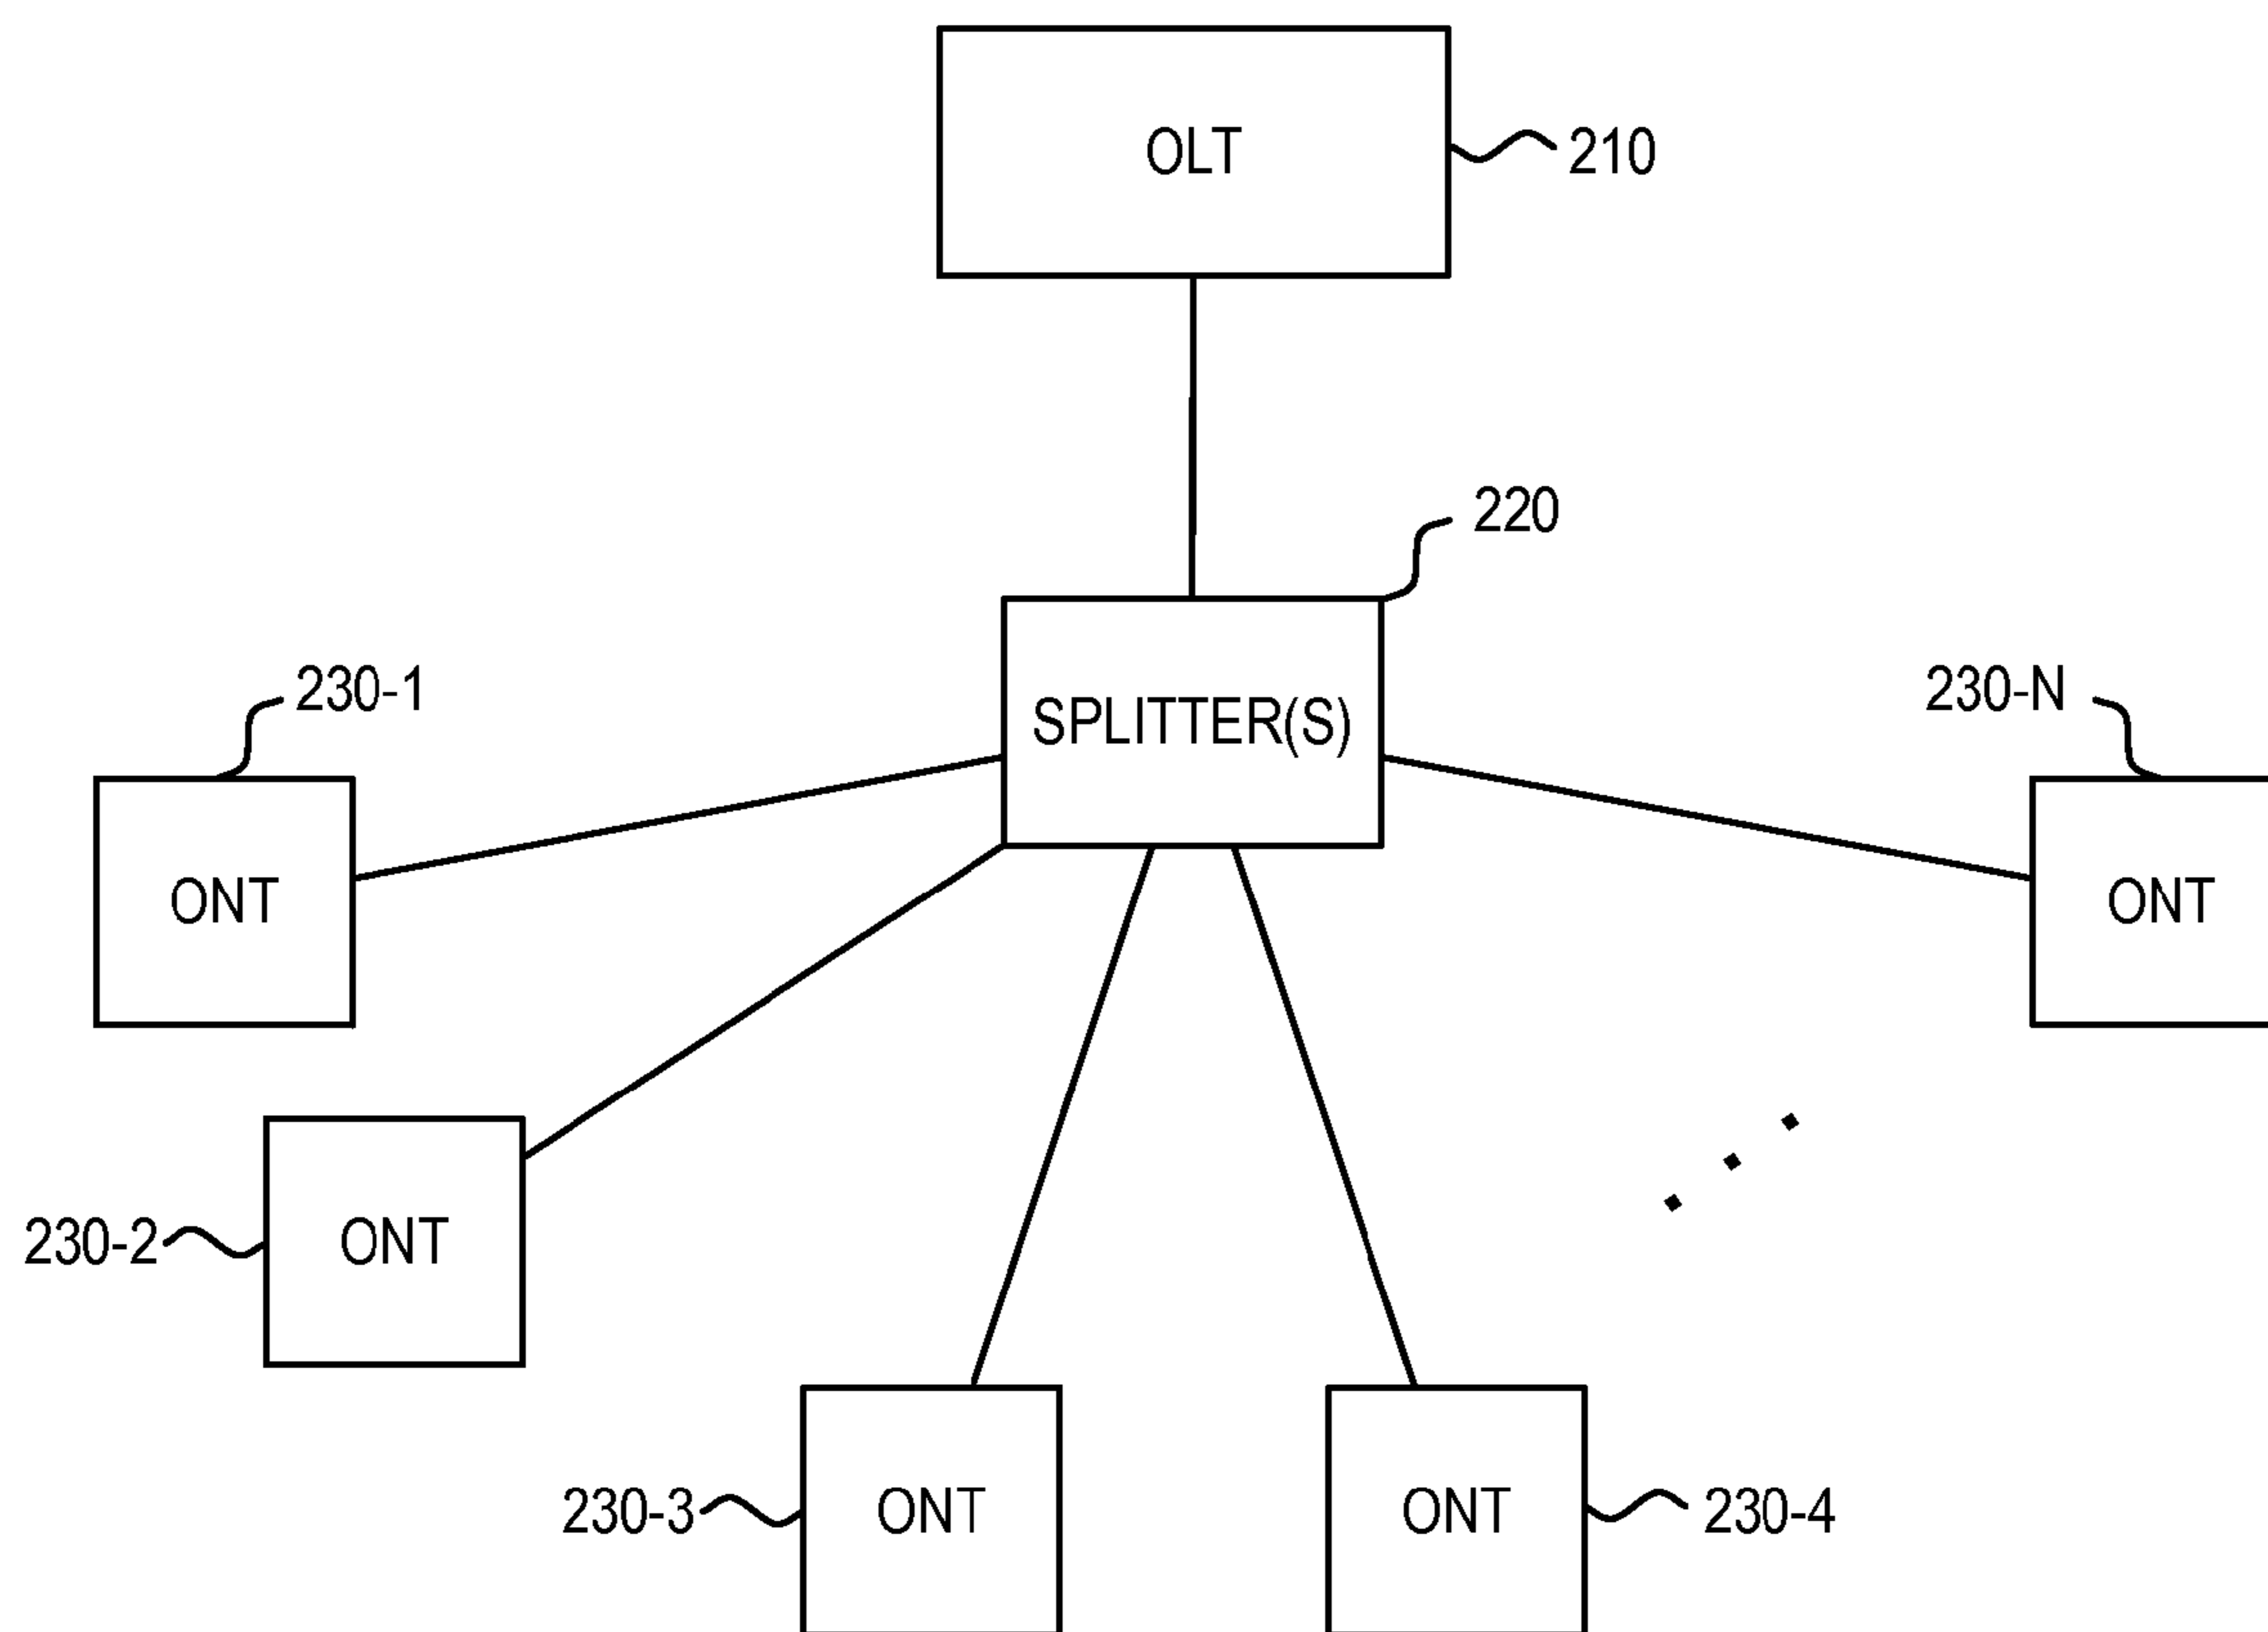 OLT
210
220
SPLITTER(S)
230-1
230-N
ONT
ONT
230-2
ONT
230-3
ONT
ONT
230-4